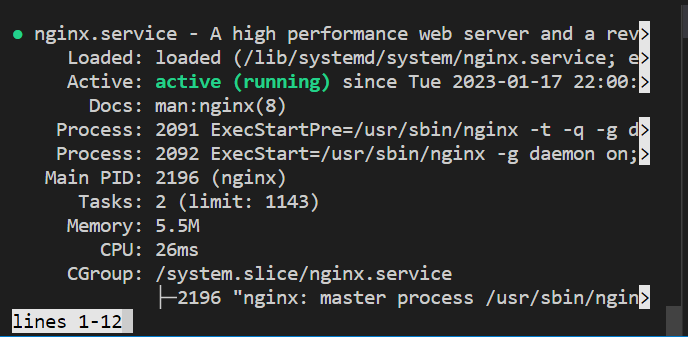 ● nginx.service - A high performance web server and a rev>
Loaded: loaded (/lib/systemd/system/nginx.service; e>
Active: active (running) since Tue 2023-01-17 22:00:>
Docs: man:nginx(8)
Process: 2091 ExecStartPre=/usr/sbin/nginx -t -q -g d>
Process: 2092 ExecStart=/usr/sbin/nginx -g daemon on;>
Main PID: 2196 (nginx)
Tasks: 2 (limit: 1143)
Memory: 5.5M
CPU: 26ms
CGroup: /system.slice/nginx.service
├─2196 "nginx: master process /usr/sbin/ngin>
lines 1-12